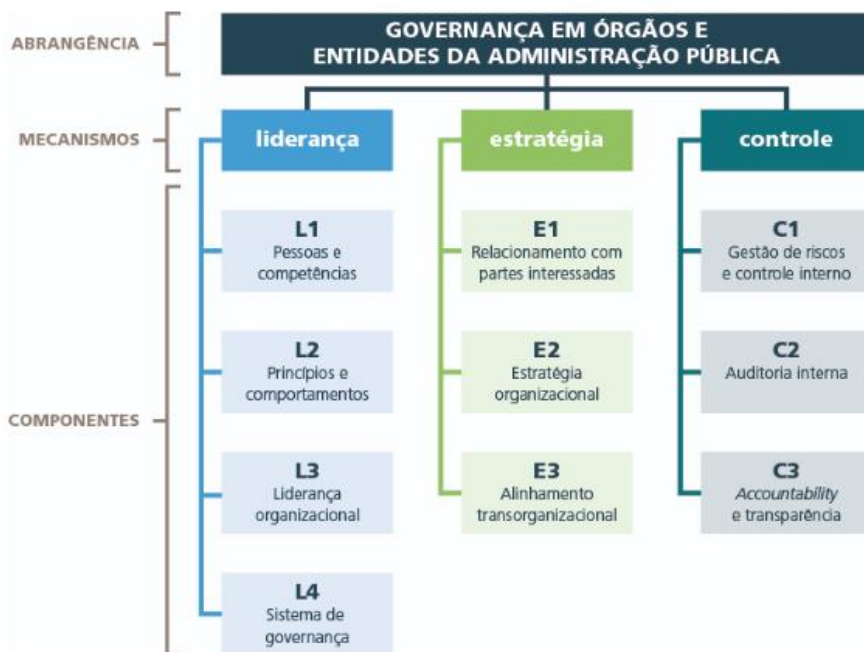 ABRANGÊNCIA
GOVERNANÇA EM ÓRGÃOS E
ENTIDADES DA ADMINISTRAÇÃO PÚBLICA
MECANISMOS
liderança
estratégia
controle
COMPONENTES
L1
Pessoas e
competências
E1
Relacionamento com
partes interessadas
C1
Gestão de riscos
e controle interno
L2
Princípios e
comportamentos
E2
Estratégia
organizacional
C2
Auditoria interna
L3
Liderança
organizacional
E3
Alinhamento
transorganizacional
C3
Accountability
e transparência
L4
Sistema de
governança